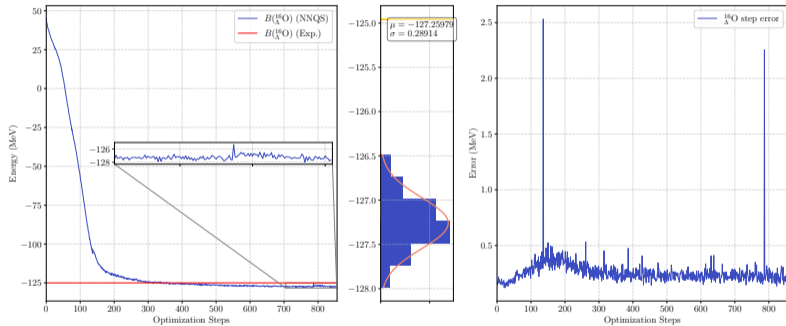 B(¹⁶ΛO) (NNQS)
B(¹⁶ΛO) (Exp.)
50
25
0
−25
−50
−75
−100
−125
Energy (MeV)
−126
−128
0 100 200 300 400 500 600 700 800
Optimization Steps
μ = −127.25979
σ = 0.28914
−125.0
−125.5
−126.0
−126.5
−127.0
−127.5
−128.0
¹⁶ΛO step error
2.5
2.0
1.5
1.0
0.5
Error (MeV)
0 100 200 300 400 500 600 700 800
Optimization Steps